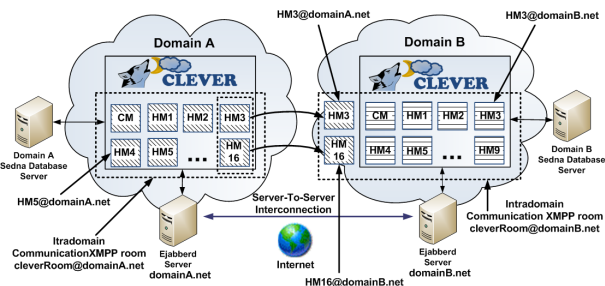 HM3@domainA.net
HM3@domainB.net
Domain A
Domain B
CLEVER
CLEVER
CM
HM1
HM2
HM3
HM4
HM5
...
HM
16
HM3
HM
16
CM
HM1
HM2
HM3
HM4
HM5
...
HM9
Domain A
Sedna Database
Server
Domain B
Sedna Database
Server
HM5@domainA.net
Itradomain
CommunicationXMPP room
cleverRoom@domainA.net
Server-To-Server
Interconnection
Internet
Intradomain
Communication XMPP room
cleverRoom@domainB.net
Ejabberd
Server
domainA.net
Ejabberd
Server
domainB.net
HM16@domainB.net